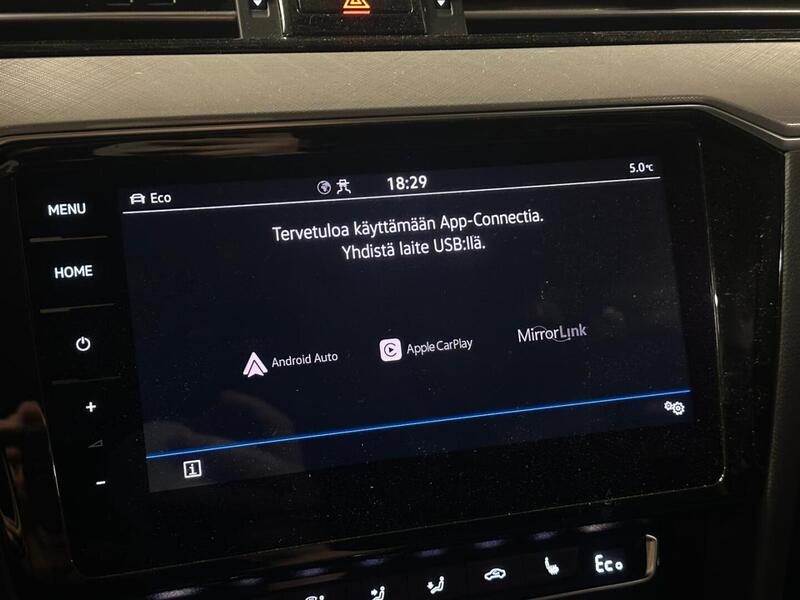 Eco
18:29
5.0°C
MENU
Tervetuloa käyttämään App-Connectia.
Yhdistä laite USB:llä.
HOME
Android Auto
Apple CarPlay
MirrorLink
+
-
i
Eco